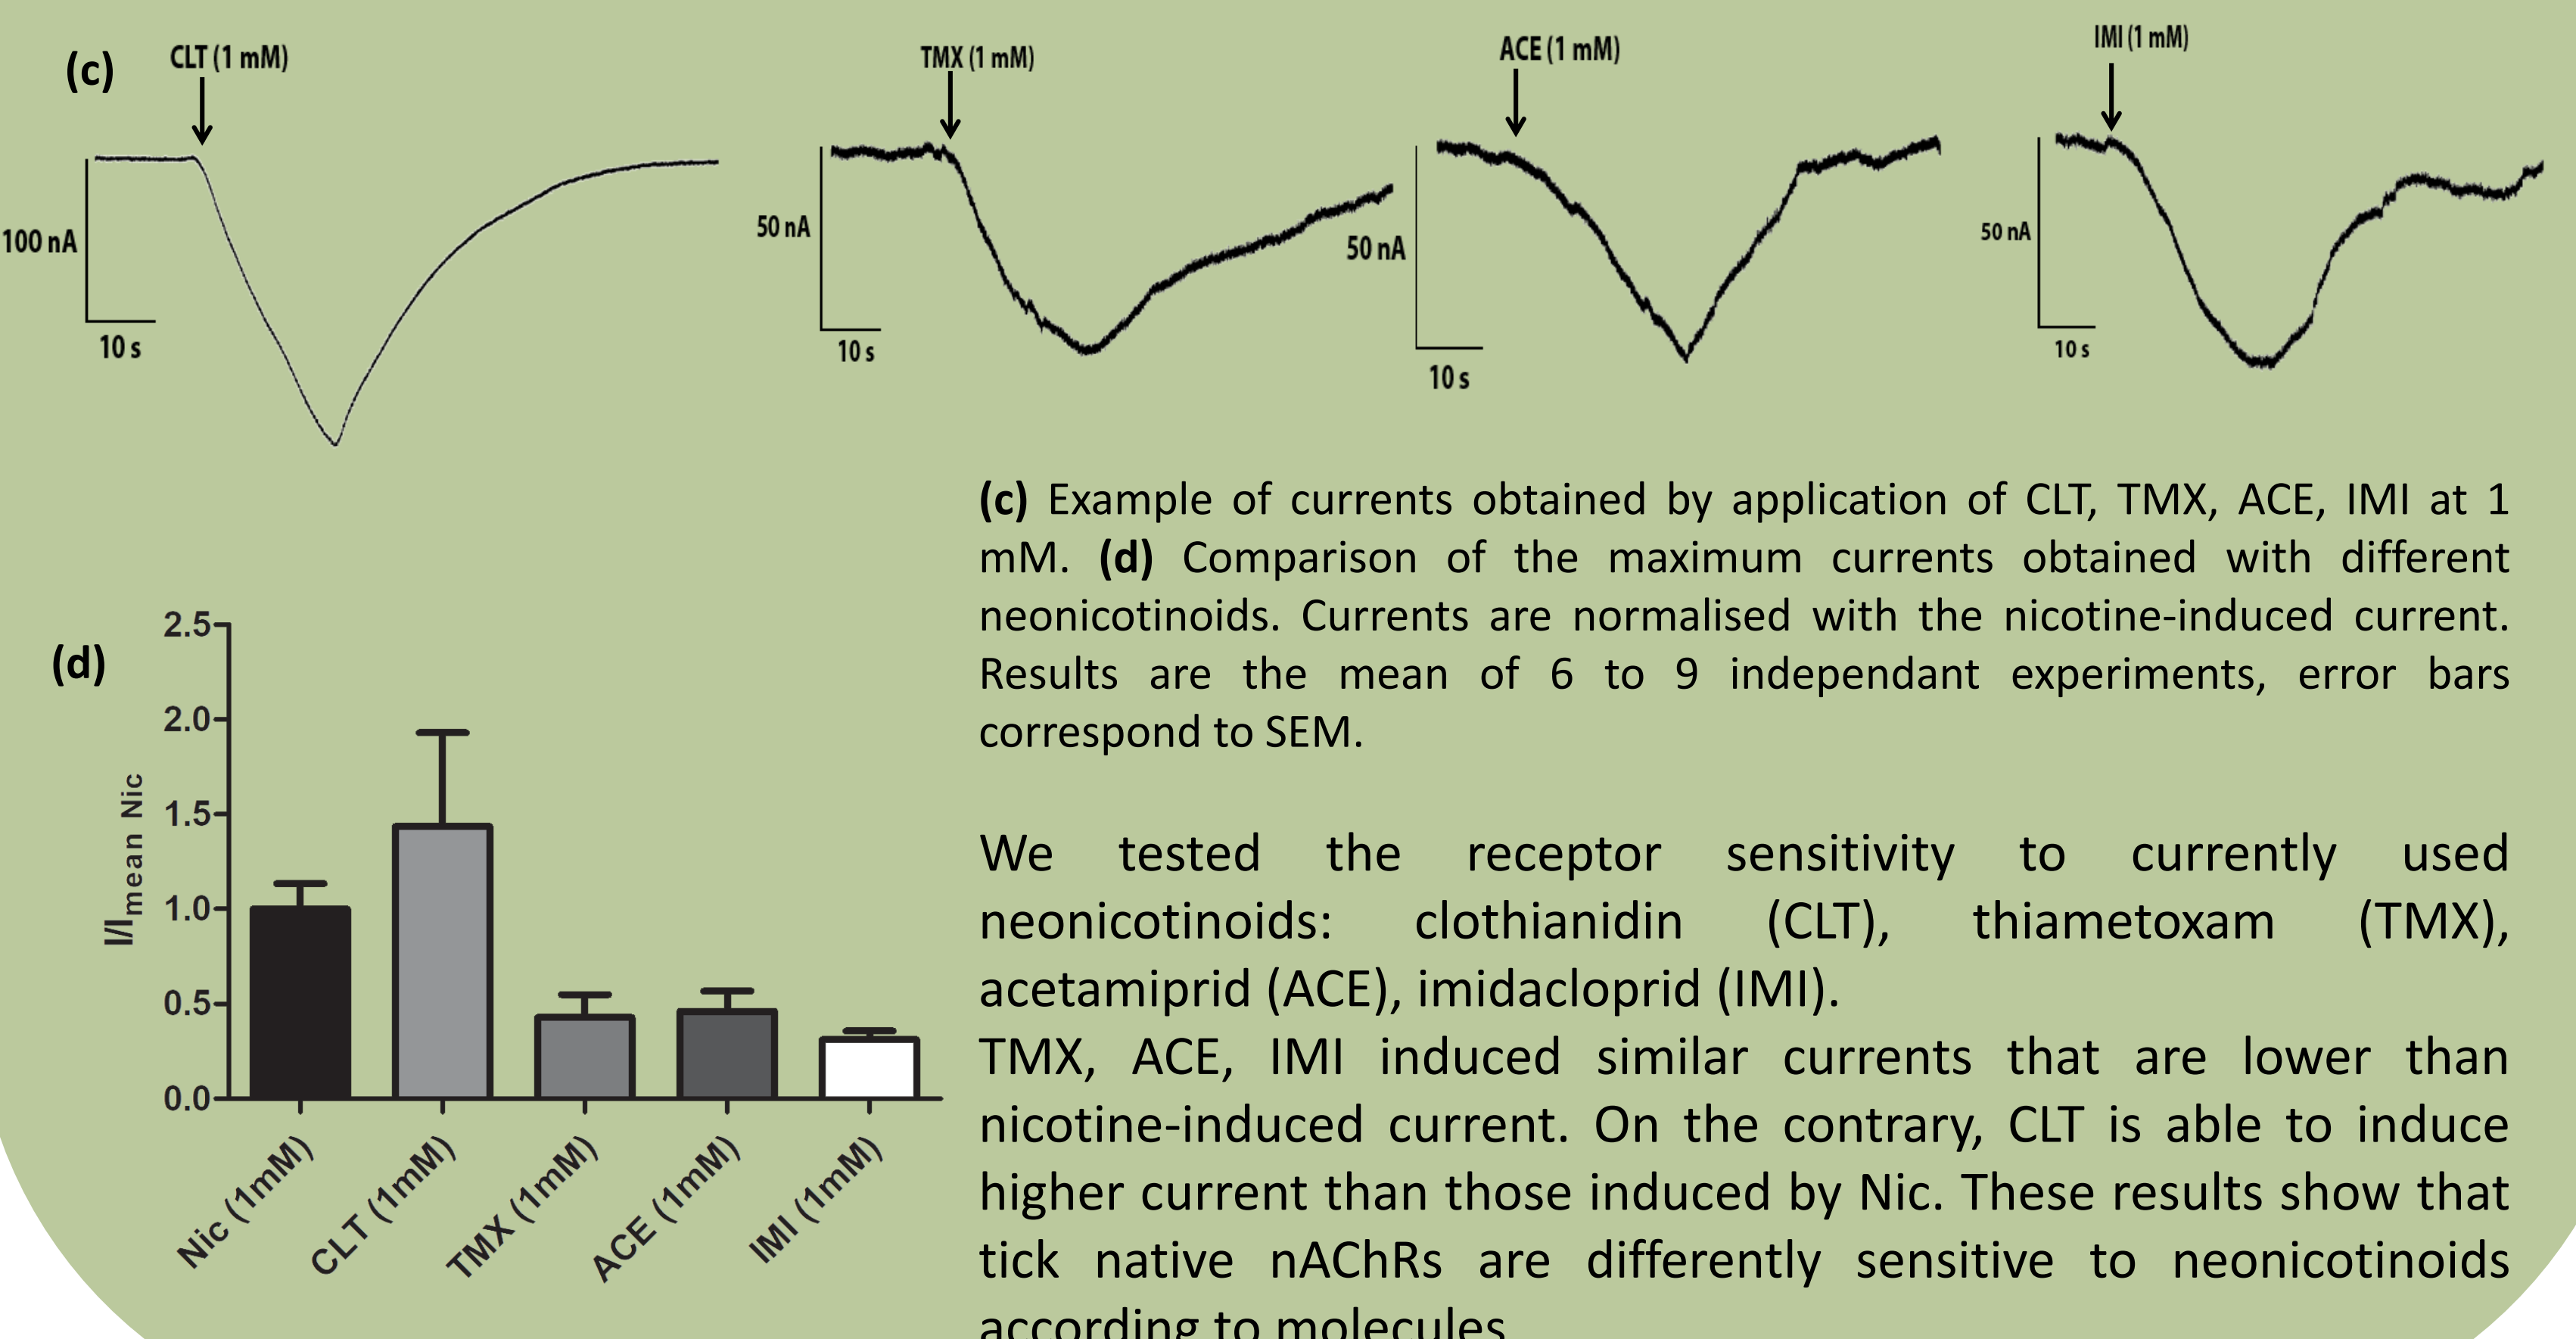 (c)
CLT (1 mM)
TMX (1 mM)
ACE (1 mM)
IMI (1 mM)
100 nA
10 s
50 nA
10 s
50 nA
10 s
50 nA
10 s
(c) Example of currents obtained by application of CLT, TMX, ACE, IMI at 1
mM. (d) Comparison of the maximum currents obtained with different
neonicotinoids. Currents are normalised with the nicotine-induced current.
Results are the mean of 6 to 9 independant experiments, error bars
correspond to SEM.
(d)
I/Imean Nic
2.5
2.0
1.5
1.0
0.5
0.0
Nic (1mM)
CLT (1mM)
TMX (1mM)
ACE (1mM)
IMI (1mM)
We tested the receptor sensitivity to currently used
neonicotinoids: clothianidin (CLT), thiametoxam (TMX),
acetamiprid (ACE), imidacloprid (IMI).
TMX, ACE, IMI induced similar currents that are lower than
nicotine-induced current. On the contrary, CLT is able to induce
higher current than those induced by Nic. These results show that
tick native nAChRs are differently sensitive to neonicotinoids
according to molecules